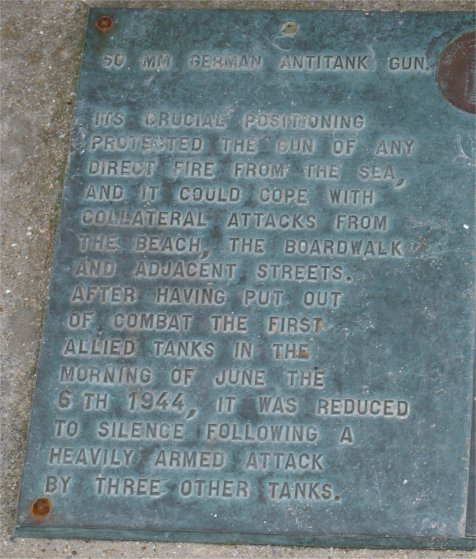 50 MM GERMAN ANTITANK GUN.
ITS CRUCIAL POSITIONING
PROTECTED THE GUN OF ANY
DIRECT FIRE FROM THE SEA,
AND IT COULD COPE WITH
COLLATERAL ATTACKS FROM
THE BEACH, THE BOARDWALK
AND ADJACENT STREETS.
AFTER HAVING PUT OUT
OF COMBAT THE FIRST
ALLIED TANKS IN THE
MORNING OF JUNE THE
6 TH 1944, IT WAS REDUCED
TO SILENCE FOLLOWING A
HEAVILY ARMED ATTACK
BY THREE OTHER TANKS.